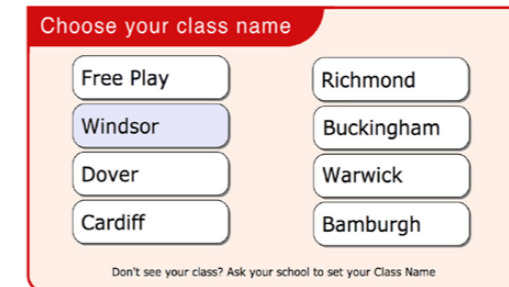 Choose your class name
Free Play
Windsor
Dover
Cardiff
Richmond
Buckingham
Warwick
Bamburgh
Don't see your class? Ask your school to set your Class Name